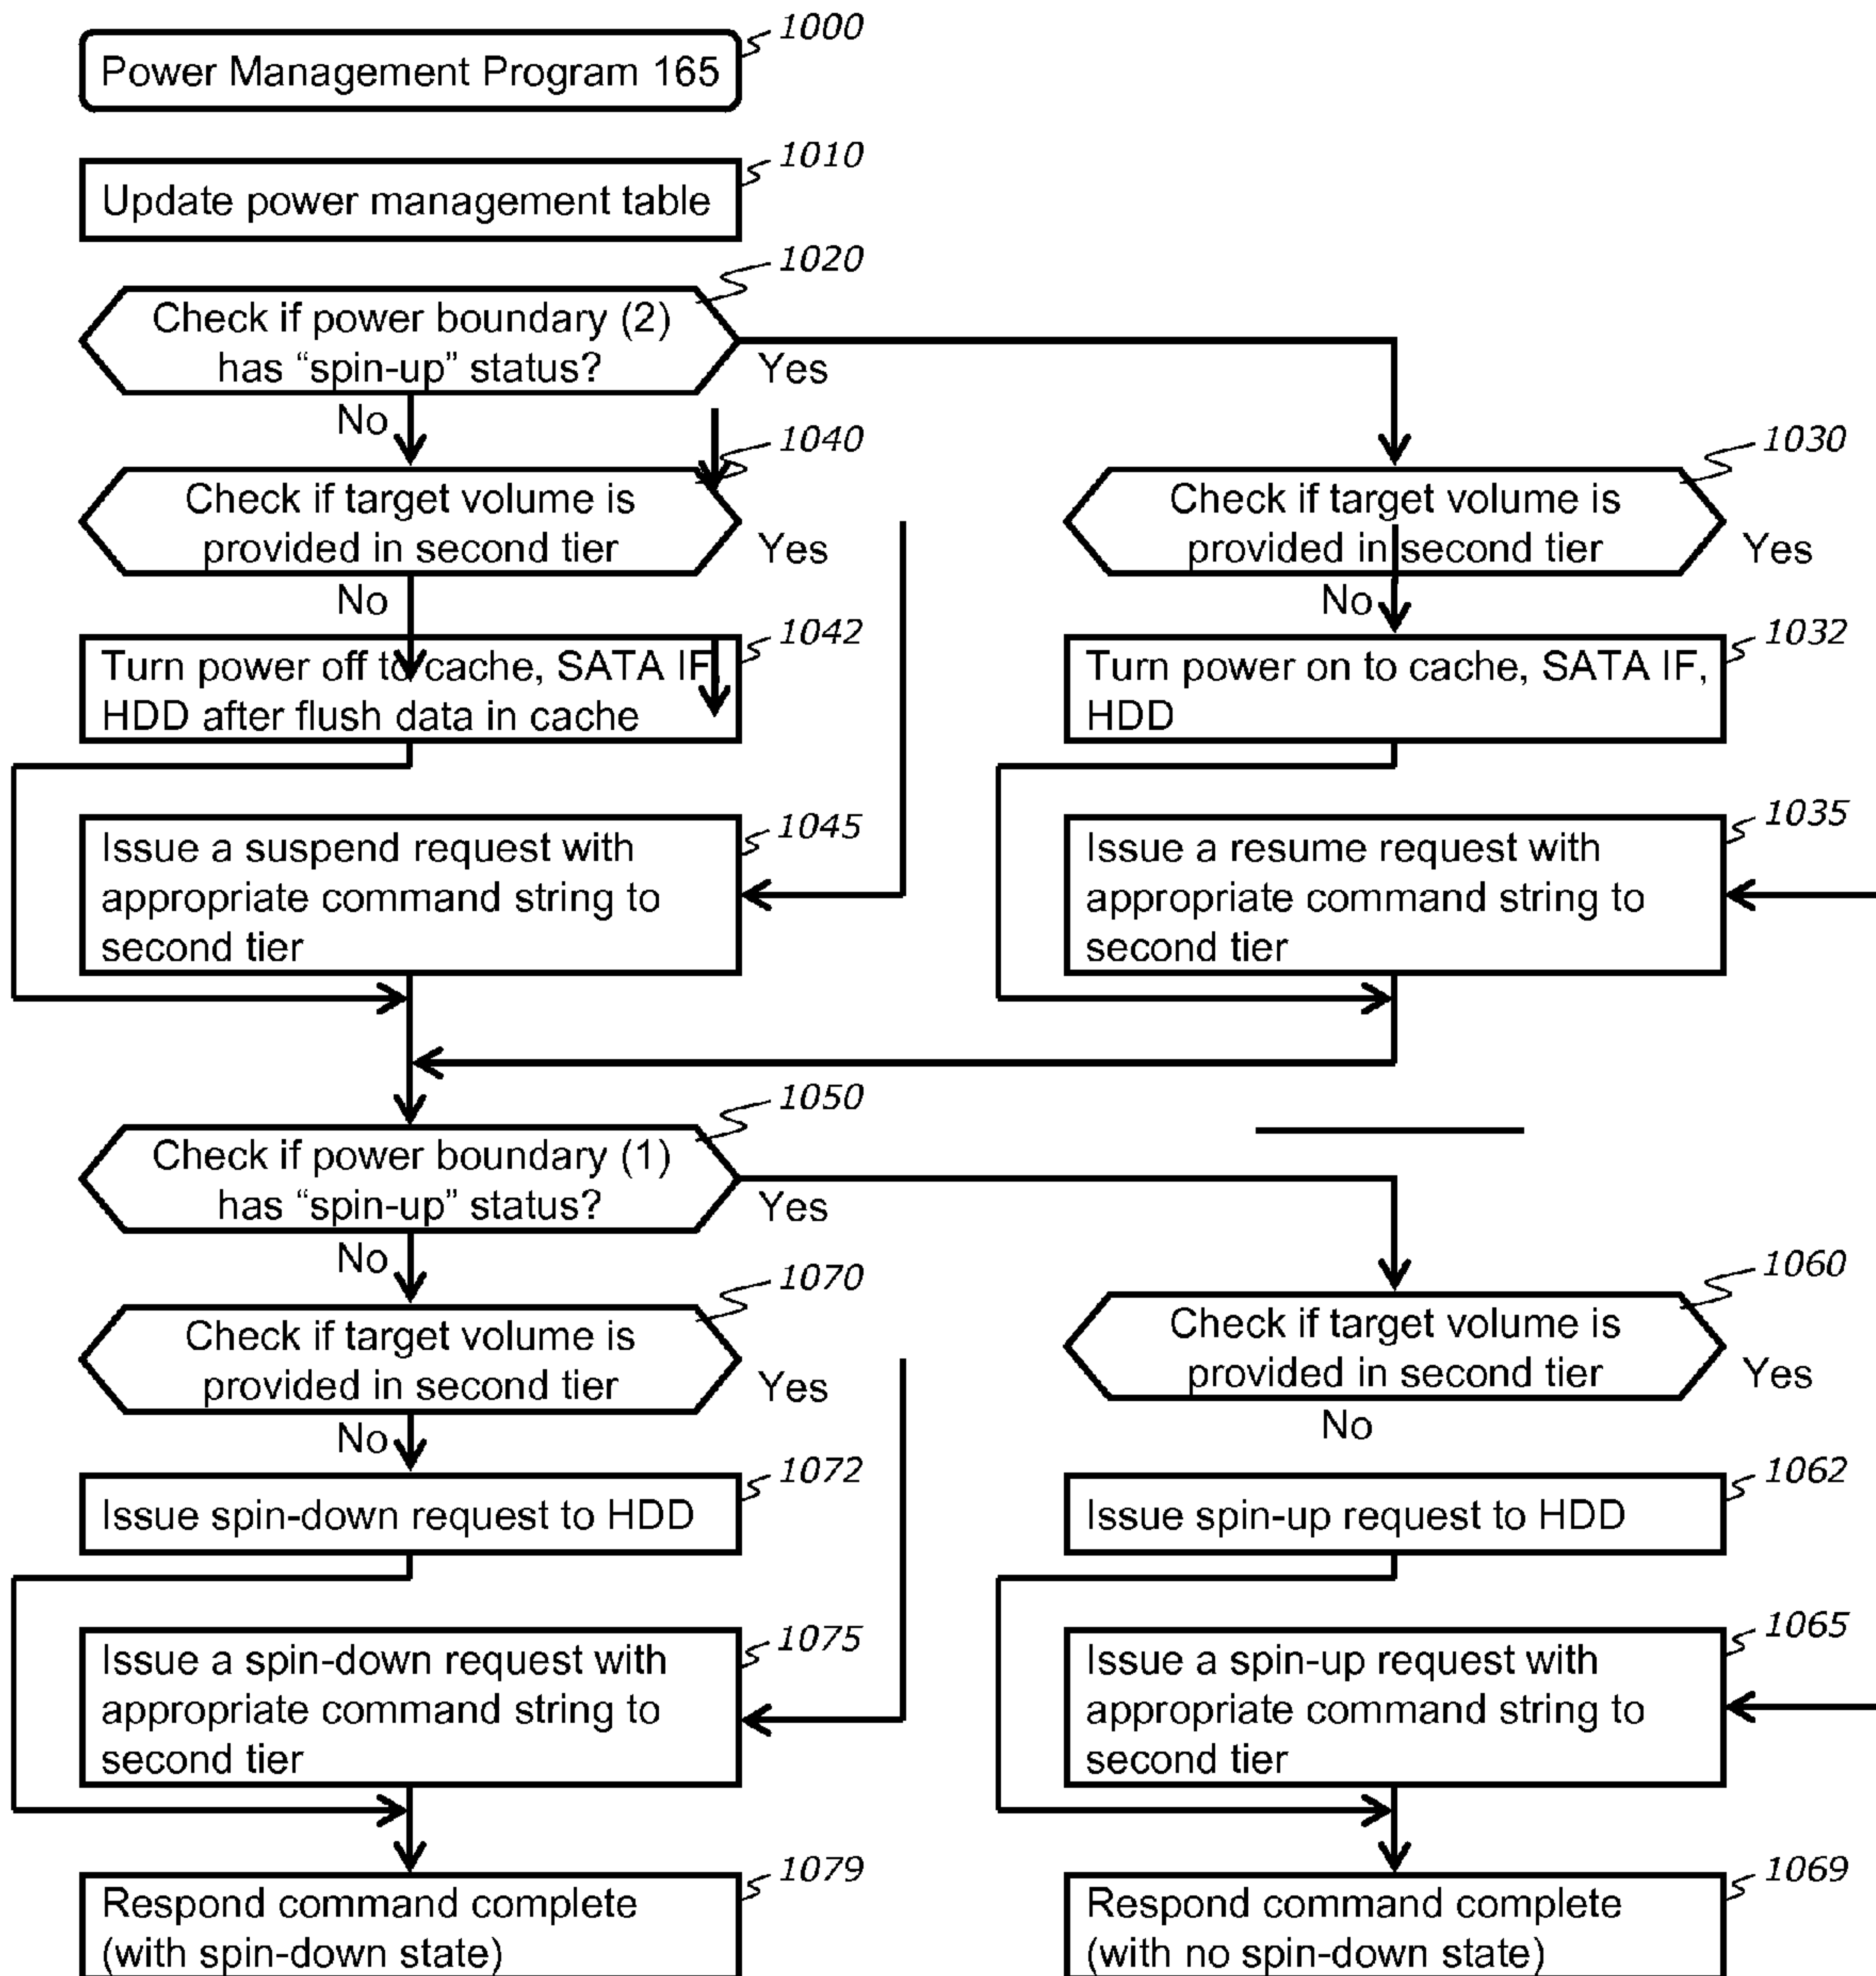 1000
Power Management Program 165
1010
Update power management table
1020
Check if power boundary (2)
has “spin-up” status?
Yes
No
1040
Check if target volume is
provided in second tier
Yes
No
1030
Check if target volume is
provided in second tier
Yes
No
1042
Turn power off to cache, SATA IF,
HDD after flush data in cache
1032
Turn power on to cache, SATA IF,
HDD
1045
Issue a suspend request with
appropriate command string to
second tier
1035
Issue a resume request with
appropriate command string to
second tier
1050
Check if power boundary (1)
has “spin-up” status?
Yes
No
1070
Check if target volume is
provided in second tier
Yes
No
1060
Check if target volume is
provided in second tier
Yes
No
1072
Issue spin-down request to HDD
1062
Issue spin-up request to HDD
1075
Issue a spin-down request with
appropriate command string to
second tier
1065
Issue a spin-up request with
appropriate command string to
second tier
1079
Respond command complete
(with spin-down state)
1069
Respond command complete
(with no spin-down state)